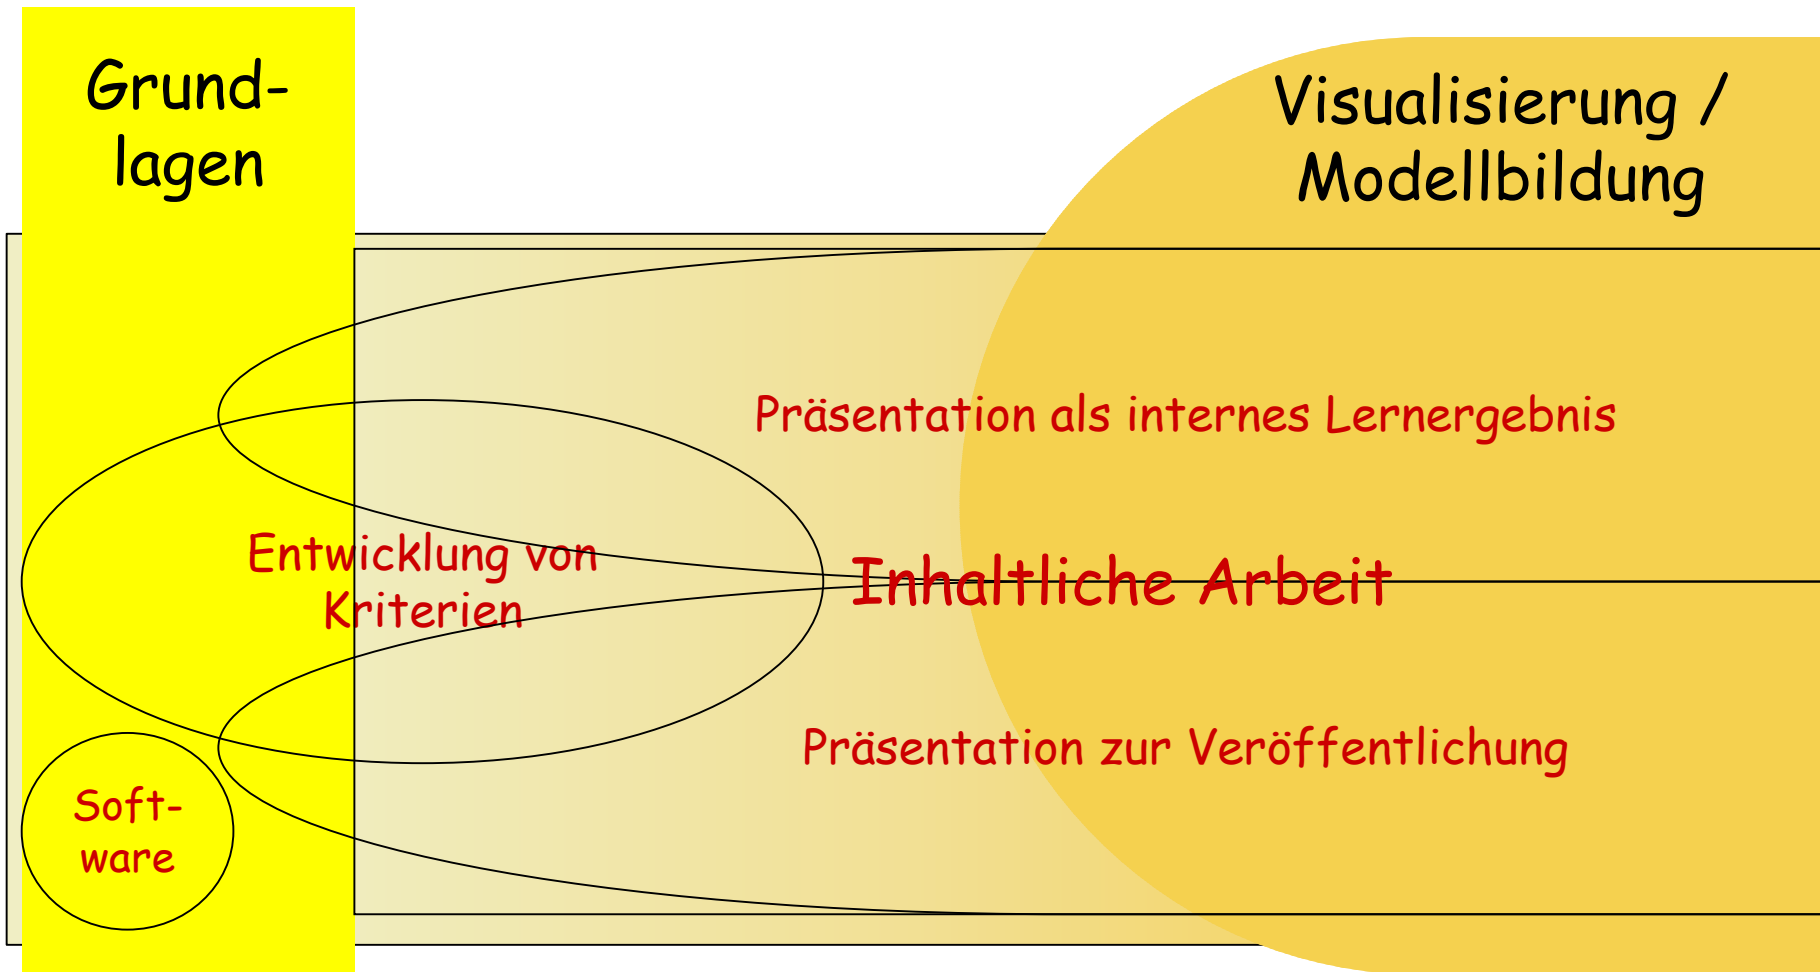 Grund-
lagen
Visualisierung /
Modellbildung
Präsentation als internes Lernergebnis
Entwicklung von
Kriterien
Inhaltliche Arbeit
Präsentation zur Veröffentlichung
Soft-
ware